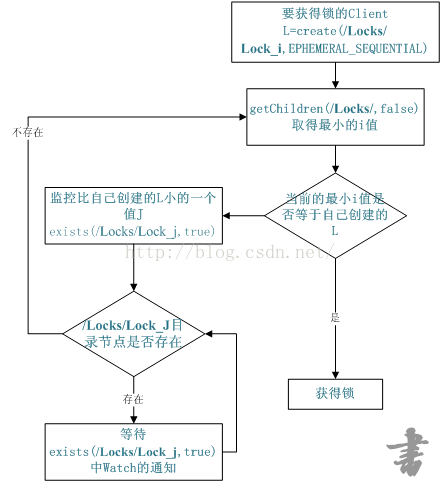 要获得锁的Client
L=create(/Locks/
Lock_i,EPHEMERAL_SEQUENTIAL)
getChildren(/Locks/,false)
取得最小的i值
不存在
当前的最小i值是
否等于自己创建的
L
监控比自己创建的L小的一个
值J
exists(/Locks/Lock_j,true)
http://blog.csdn.net/
/Locks/Lock_J目
录节点是否存在
是
存在
获得锁
等待
exists(/Locks/Lock_j,true)
中Watch的通知
書